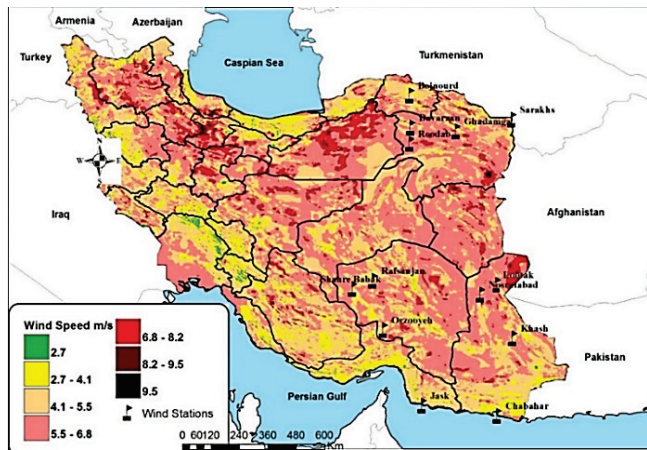 Armenia
Azerbaijan
Turkey
Caspian Sea
Turkmenistan
Bojnourd
Sarakhs
Davarzan
Ghadamgah
Roodab
N
W
E
S
Iraq
Afghanistan
Rafsanjan
Shahre Babak
Lootak
Nosratabad
Orzooyeh
Khash
Pakistan
Persian Gulf
Jask
Chabahar
Wind Speed m/s
2.7
2.7 - 4.1
4.1 - 5.5
5.5 - 6.8
6.8 - 8.2
8.2 - 9.5
9.5
Wind Stations
0 60120 240 360 480 600
Km